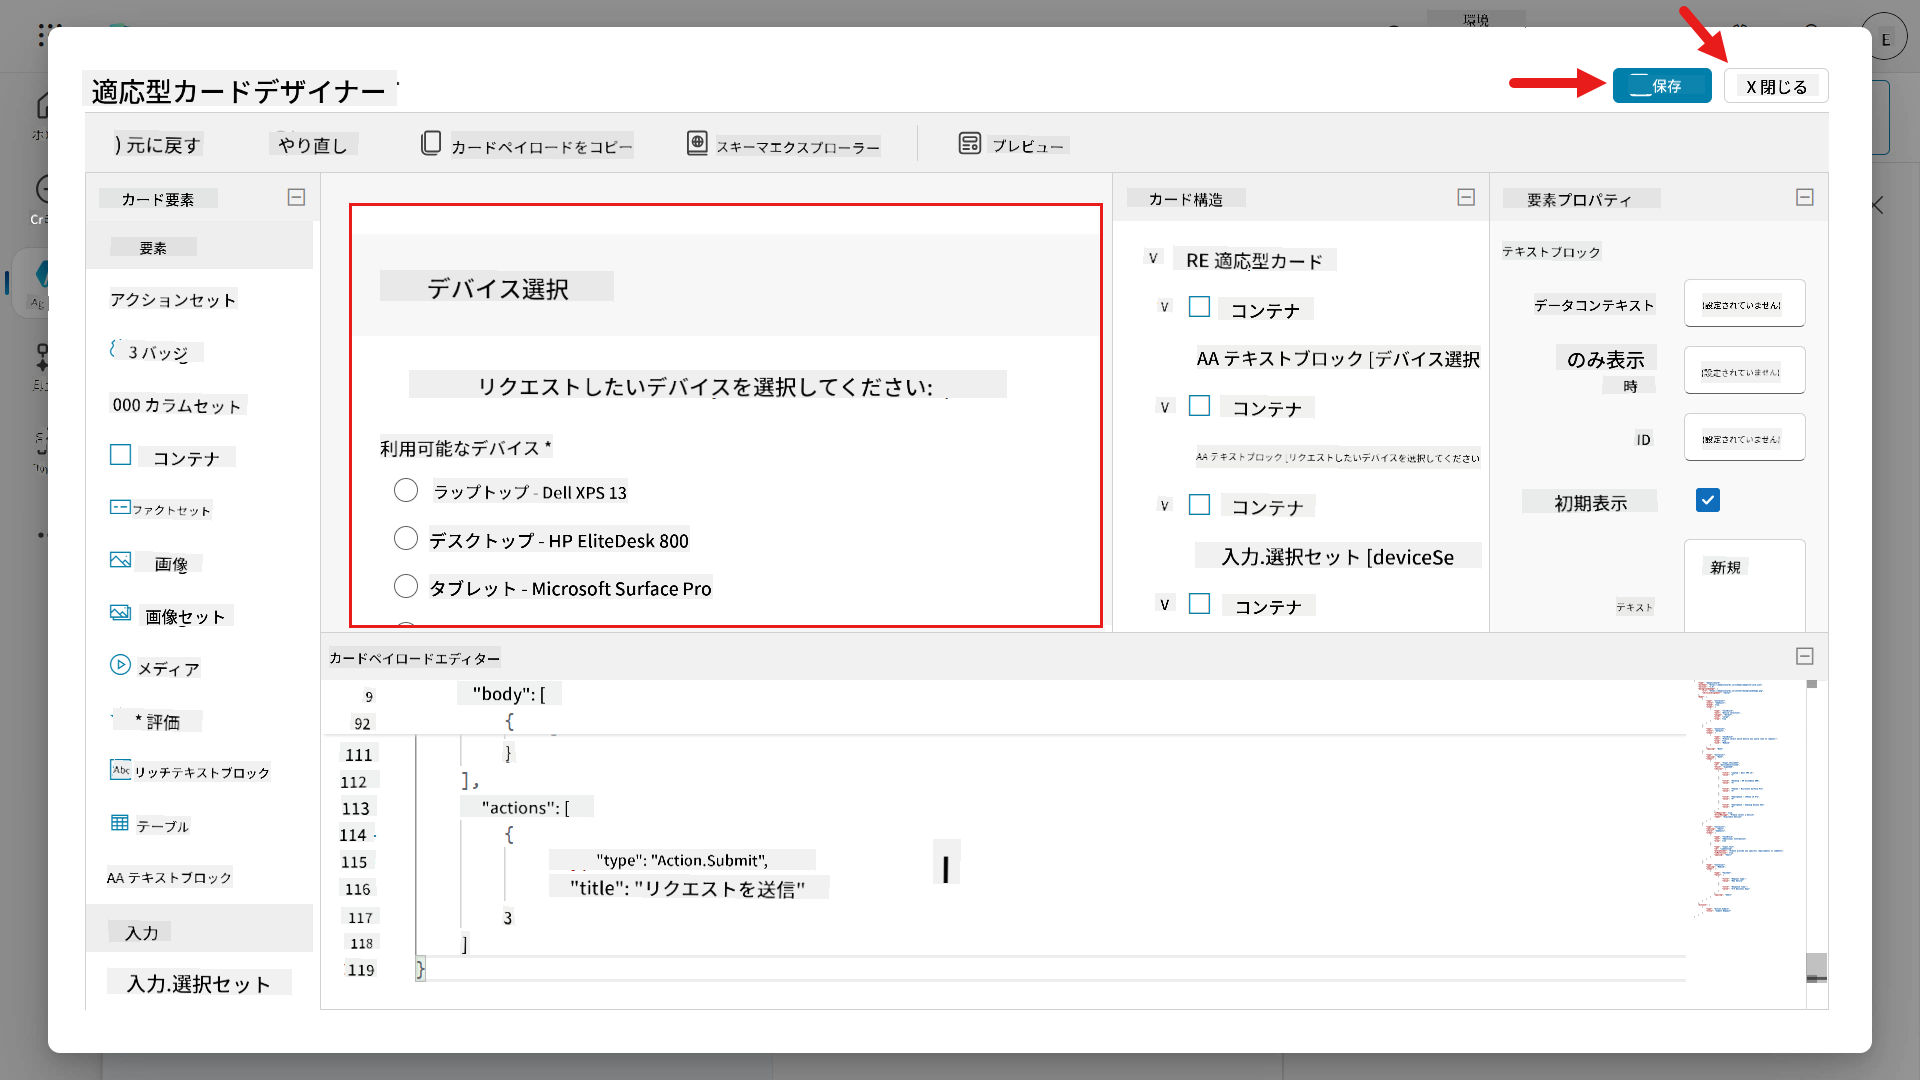 環境
E
適応型カードデザイナー
保存
X 閉じる
) 元に戻す
やり直し
カードペイロードをコピー
スキーマエクスプローラー
プレビュー
カード要素
要素
アクションセット
3 バッジ
000 カラムセット
コンテナ
ファクトセット
画像
画像セット
メディア
* 評価
Abc リッチテキストブロック
テーブル
AA テキストブロック
入力
入力.選択セット
デバイス選択
リクエストしたいデバイスを選択してください:
利用可能なデバイス *
ラップトップ - Dell XPS 13
デスクトップ - HP EliteDesk 800
タブレット - Microsoft Surface Pro
カード構造
V RE 適応型カード
V コンテナ
AA テキストブロック [デバイス選択
V コンテナ
AA テキストブロック [リクエストしたいデバイスを選択してください
V コンテナ
入力.選択セット [deviceSe
V コンテナ
要素プロパティ
テキストブロック
データコンテキスト
(設定されていません)
のみ表示
時
(設定されていません)
ID
(設定されていません)
初期表示
新規
テキスト
カードペイロードエディター
9 "body": [
92 {
111 }
112 ],
113 "actions": [
114 {
115 "type": "Action.Submit",
116 "title": "リクエストを送信"
117 3
118 ]
119 }